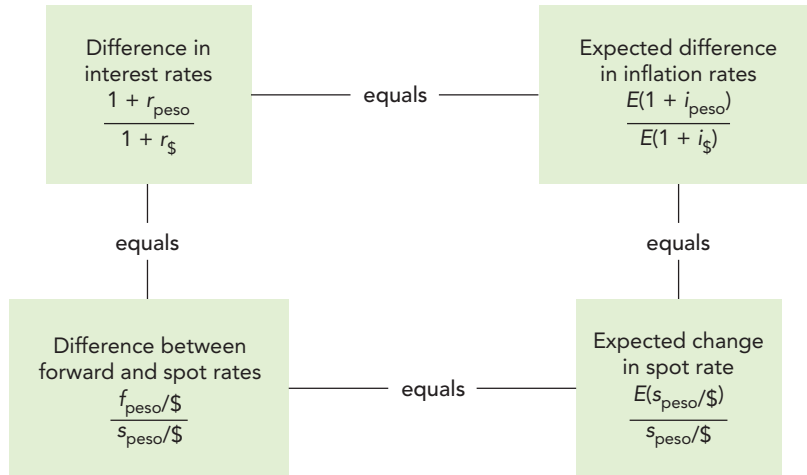 Difference in
interest rates
1 + r_peso
1 + r_$
equals
Expected difference
in inflation rates
E(1 + i_peso)
E(1 + i_$)
equals
equals
Difference between
forward and spot rates
f_peso/$
s_peso/$
equals
Expected change
in spot rate
E(s_peso/$)
s_peso/$